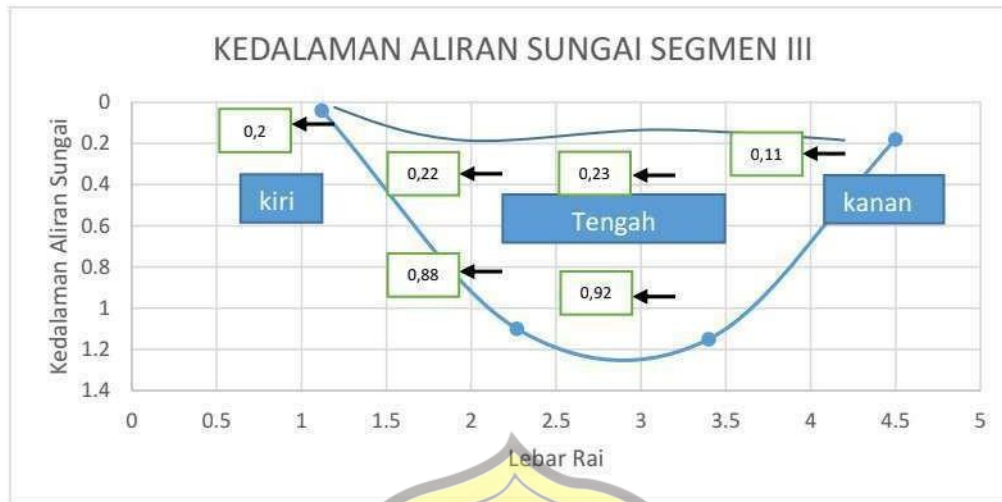 KEDALAMAN ALIRAN SUNGAI SEGMEN III
Kedalaman Aliran Sungai
0
0.2
0.4
0.6
0.8
1
1.2
1.4
0,2
0,22
0,23
0,11
kiri
Tengah
kanan
0,88
0,92
0 0.5 1 1.5 2 2.5 3 3.5 4 4.5 5
Lebar Rai